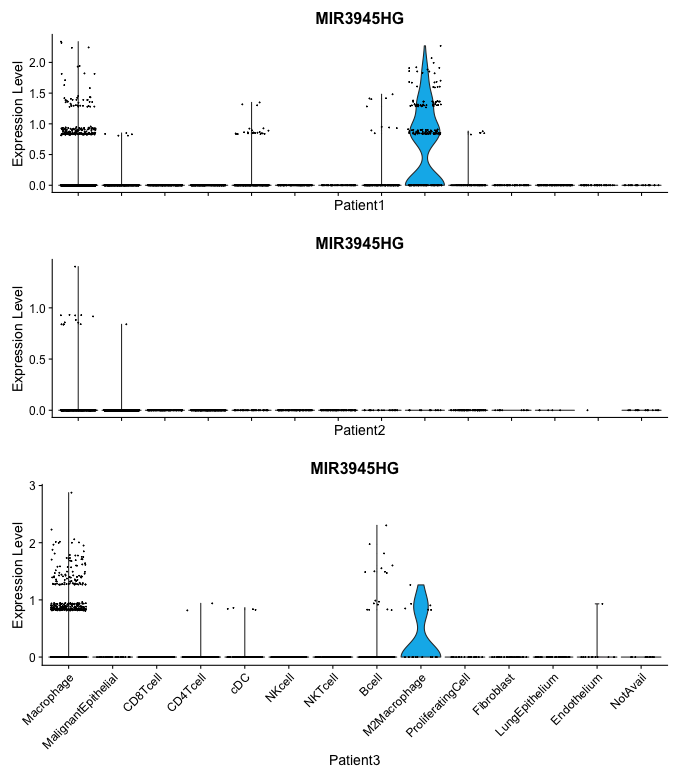 MIR3945HG
Expression Level
2.0
1.5
1.0
0.5
0.0
Patient1
MIR3945HG
Expression Level
1.0
0.5
0.0
Patient2
MIR3945HG
Expression Level
3
2
1
0
Macrophage
MalignantEpithelial
CD8Tcell
CD4Tcell
cDC
NKcell
NKTcell
Bcell
M2Macrophage
ProliferatingCell
Fibroblast
LungEpithelium
Endothelium
NotAvail
Patient3